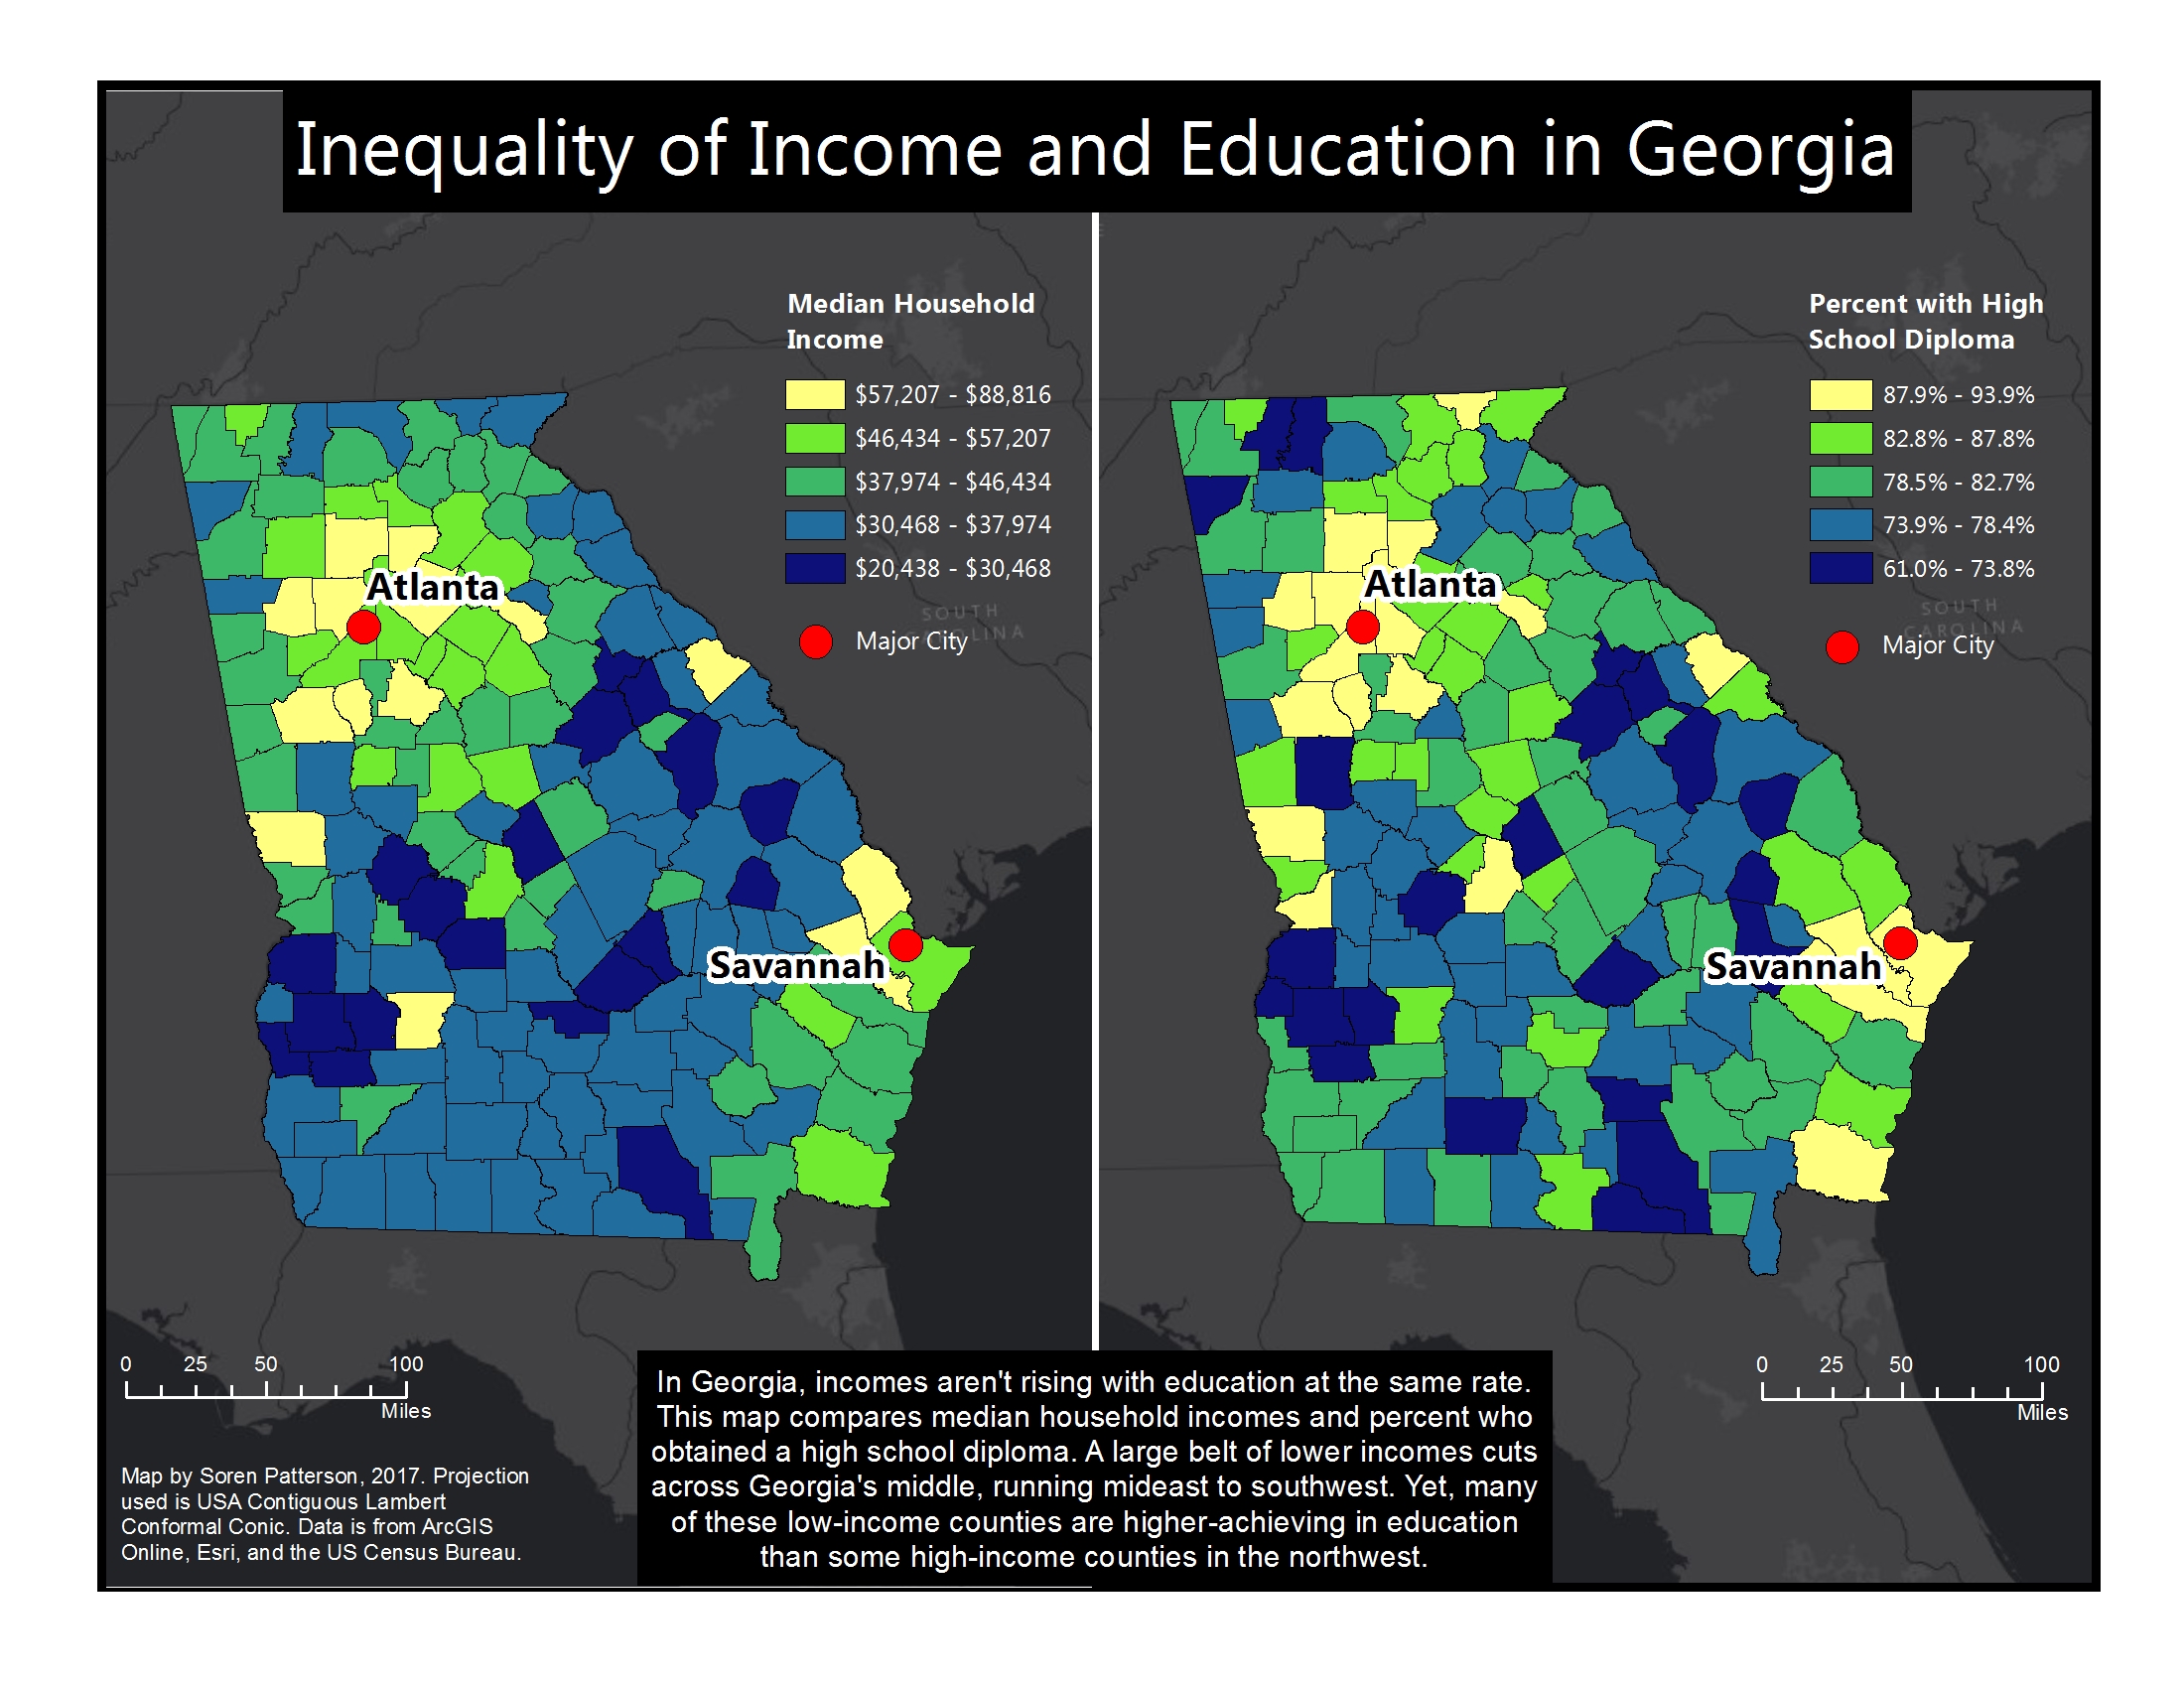 Inequality of Income and Education in Georgia
Median Household
Income
$57,207 - $88,816
$46,434 - $57,207
$37,974 - $46,434
$30,468 - $37,974
$20,438 - $30,468
Major City
SOUTH
CAROLINA
Atlanta
Savannah
0 25 50 100
Miles
Map by Soren Patterson, 2017. Projection
used is USA Contiguous Lambert
Conformal Conic. Data is from ArcGIS
Online, Esri, and the US Census Bureau.
Percent with High
School Diploma
87.9% - 93.9%
82.8% - 87.8%
78.5% - 82.7%
73.9% - 78.4%
61.0% - 73.8%
Major City
SOUTH
CAROLINA
Atlanta
Savannah
0 25 50 100
Miles
In Georgia, incomes aren't rising with education at the same rate.
This map compares median household incomes and percent who
obtained a high school diploma. A large belt of lower incomes cuts
across Georgia's middle, running mideast to southwest. Yet, many
of these low-income counties are higher-achieving in education
than some high-income counties in the northwest.